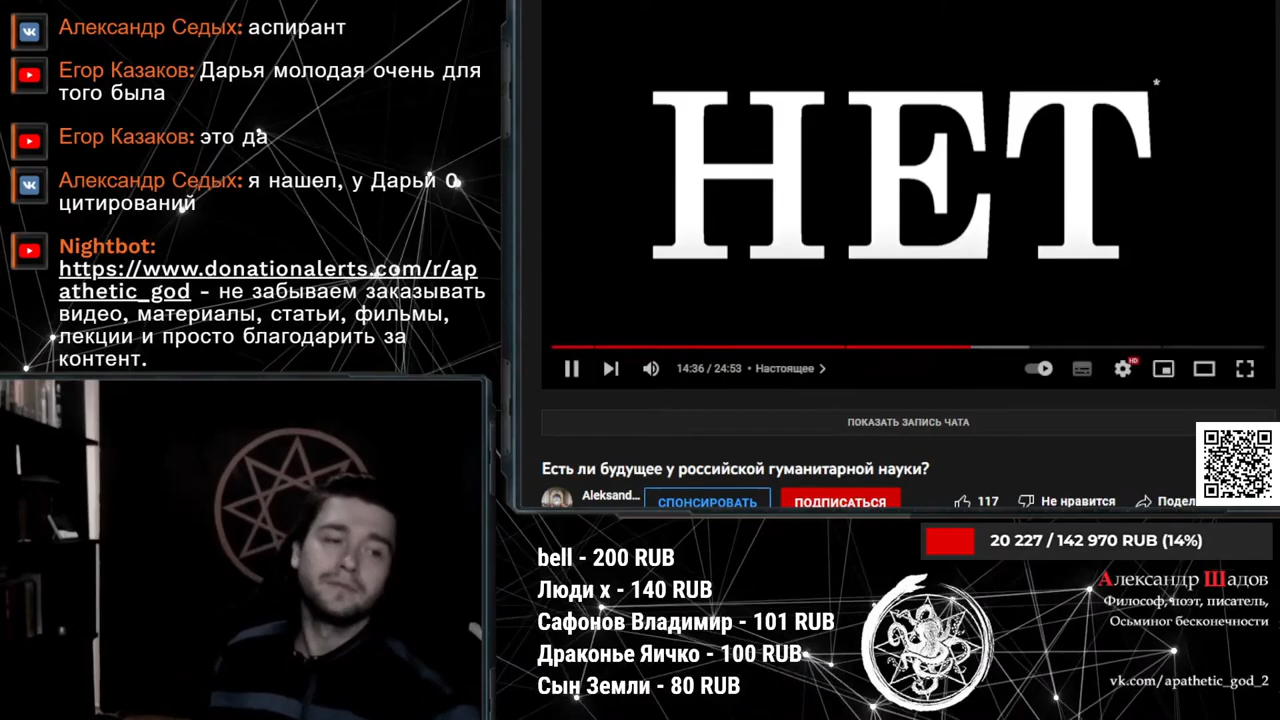 Александр Седых: аспирант
Егор Казаков: Дарья молодая очень для
того была
Егор Казаков: это да
Александр Седых: я нашел, у Дарьи 0
цитирований
Nightbot:
https://www.donationalerts.com/r/ap
athetic_god - не забываем заказывать
видео, материалы, статьи, фильмы,
лекции и просто благодарить за
контент.
НЕТ*
14:36 / 24:53 • Настоящее
HD
ПОКАЗАТЬ ЗАПИСЬ ЧАТА
Есть ли будущее у российской гуманитарной науки?
Aleksand...
СПОНСИРОВАТЬ
ПОДПИСАТЬСЯ
117
Не нравится
Подел
20 227 / 142 970 RUB (14%)
bell - 200 RUB
Люди x - 140 RUB
Сафонов Владимир - 101 RUB
Драконье Яичко - 100 RUB
Сын Земли - 80 RUB
Александр Шадов
Философ, поэт, писатель,
Осьминог бесконечности
vk.com/apathetic_god_2